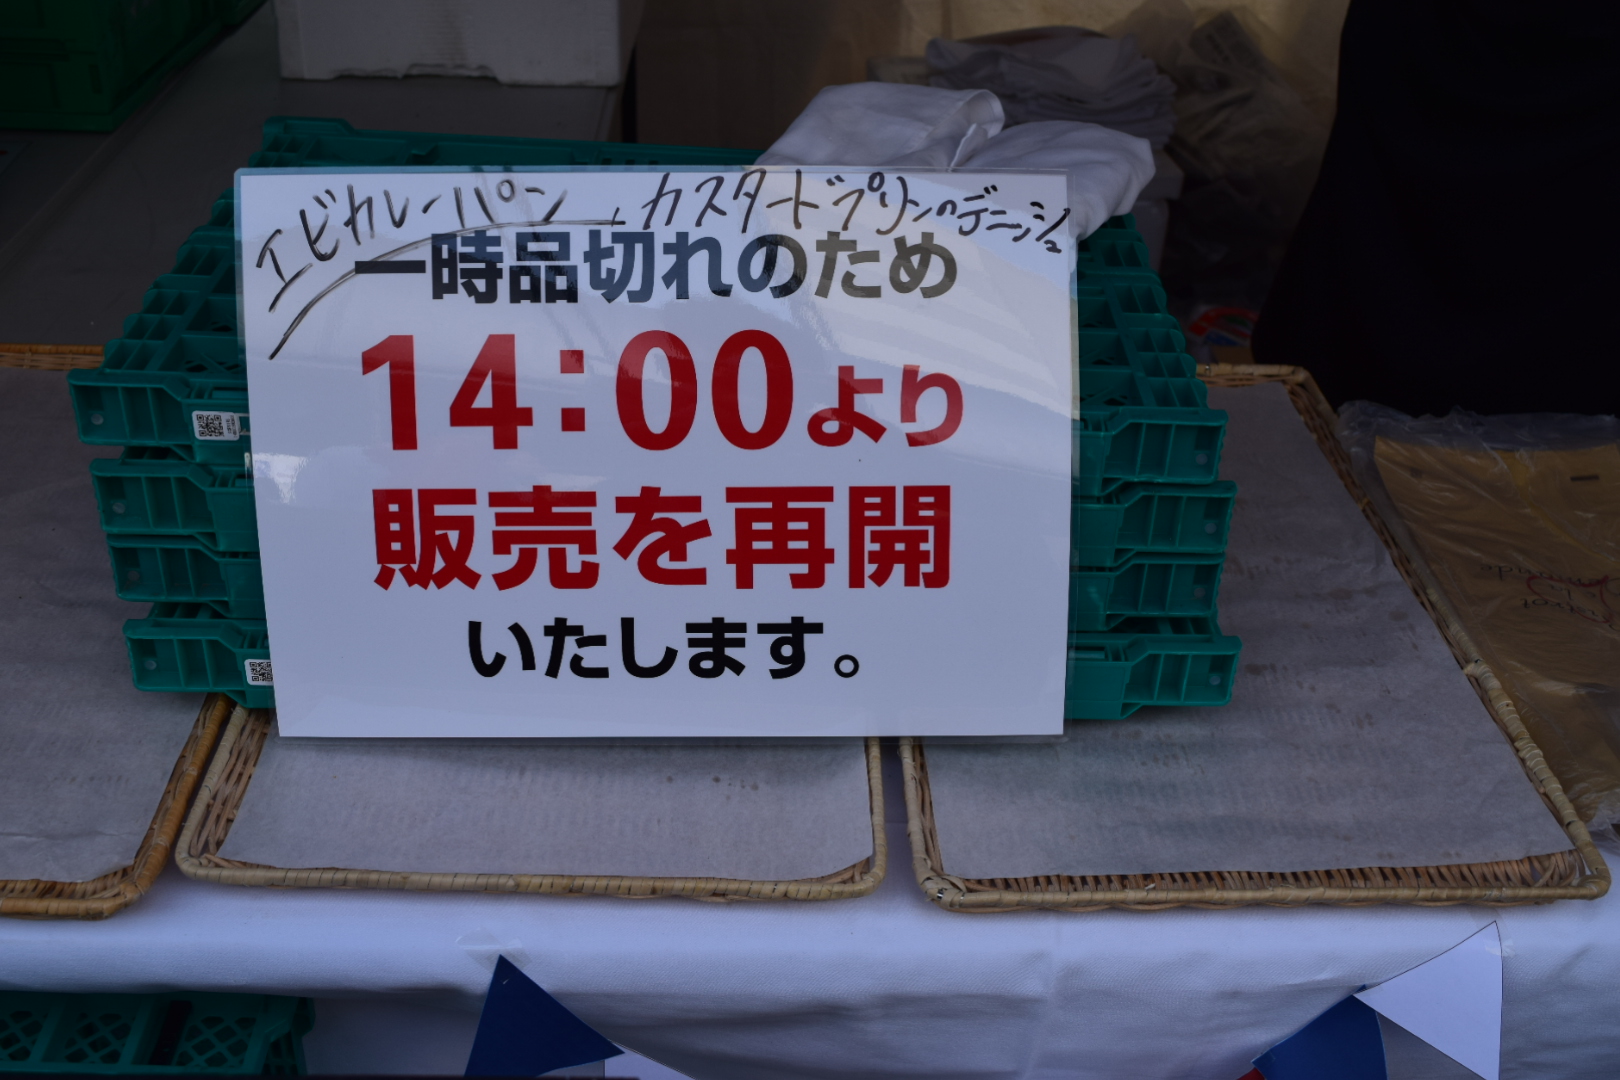 エビカレーパン、カスタードプリンのデニッシュ
一時品切れのため
14:00より
販売を再開
いたします。